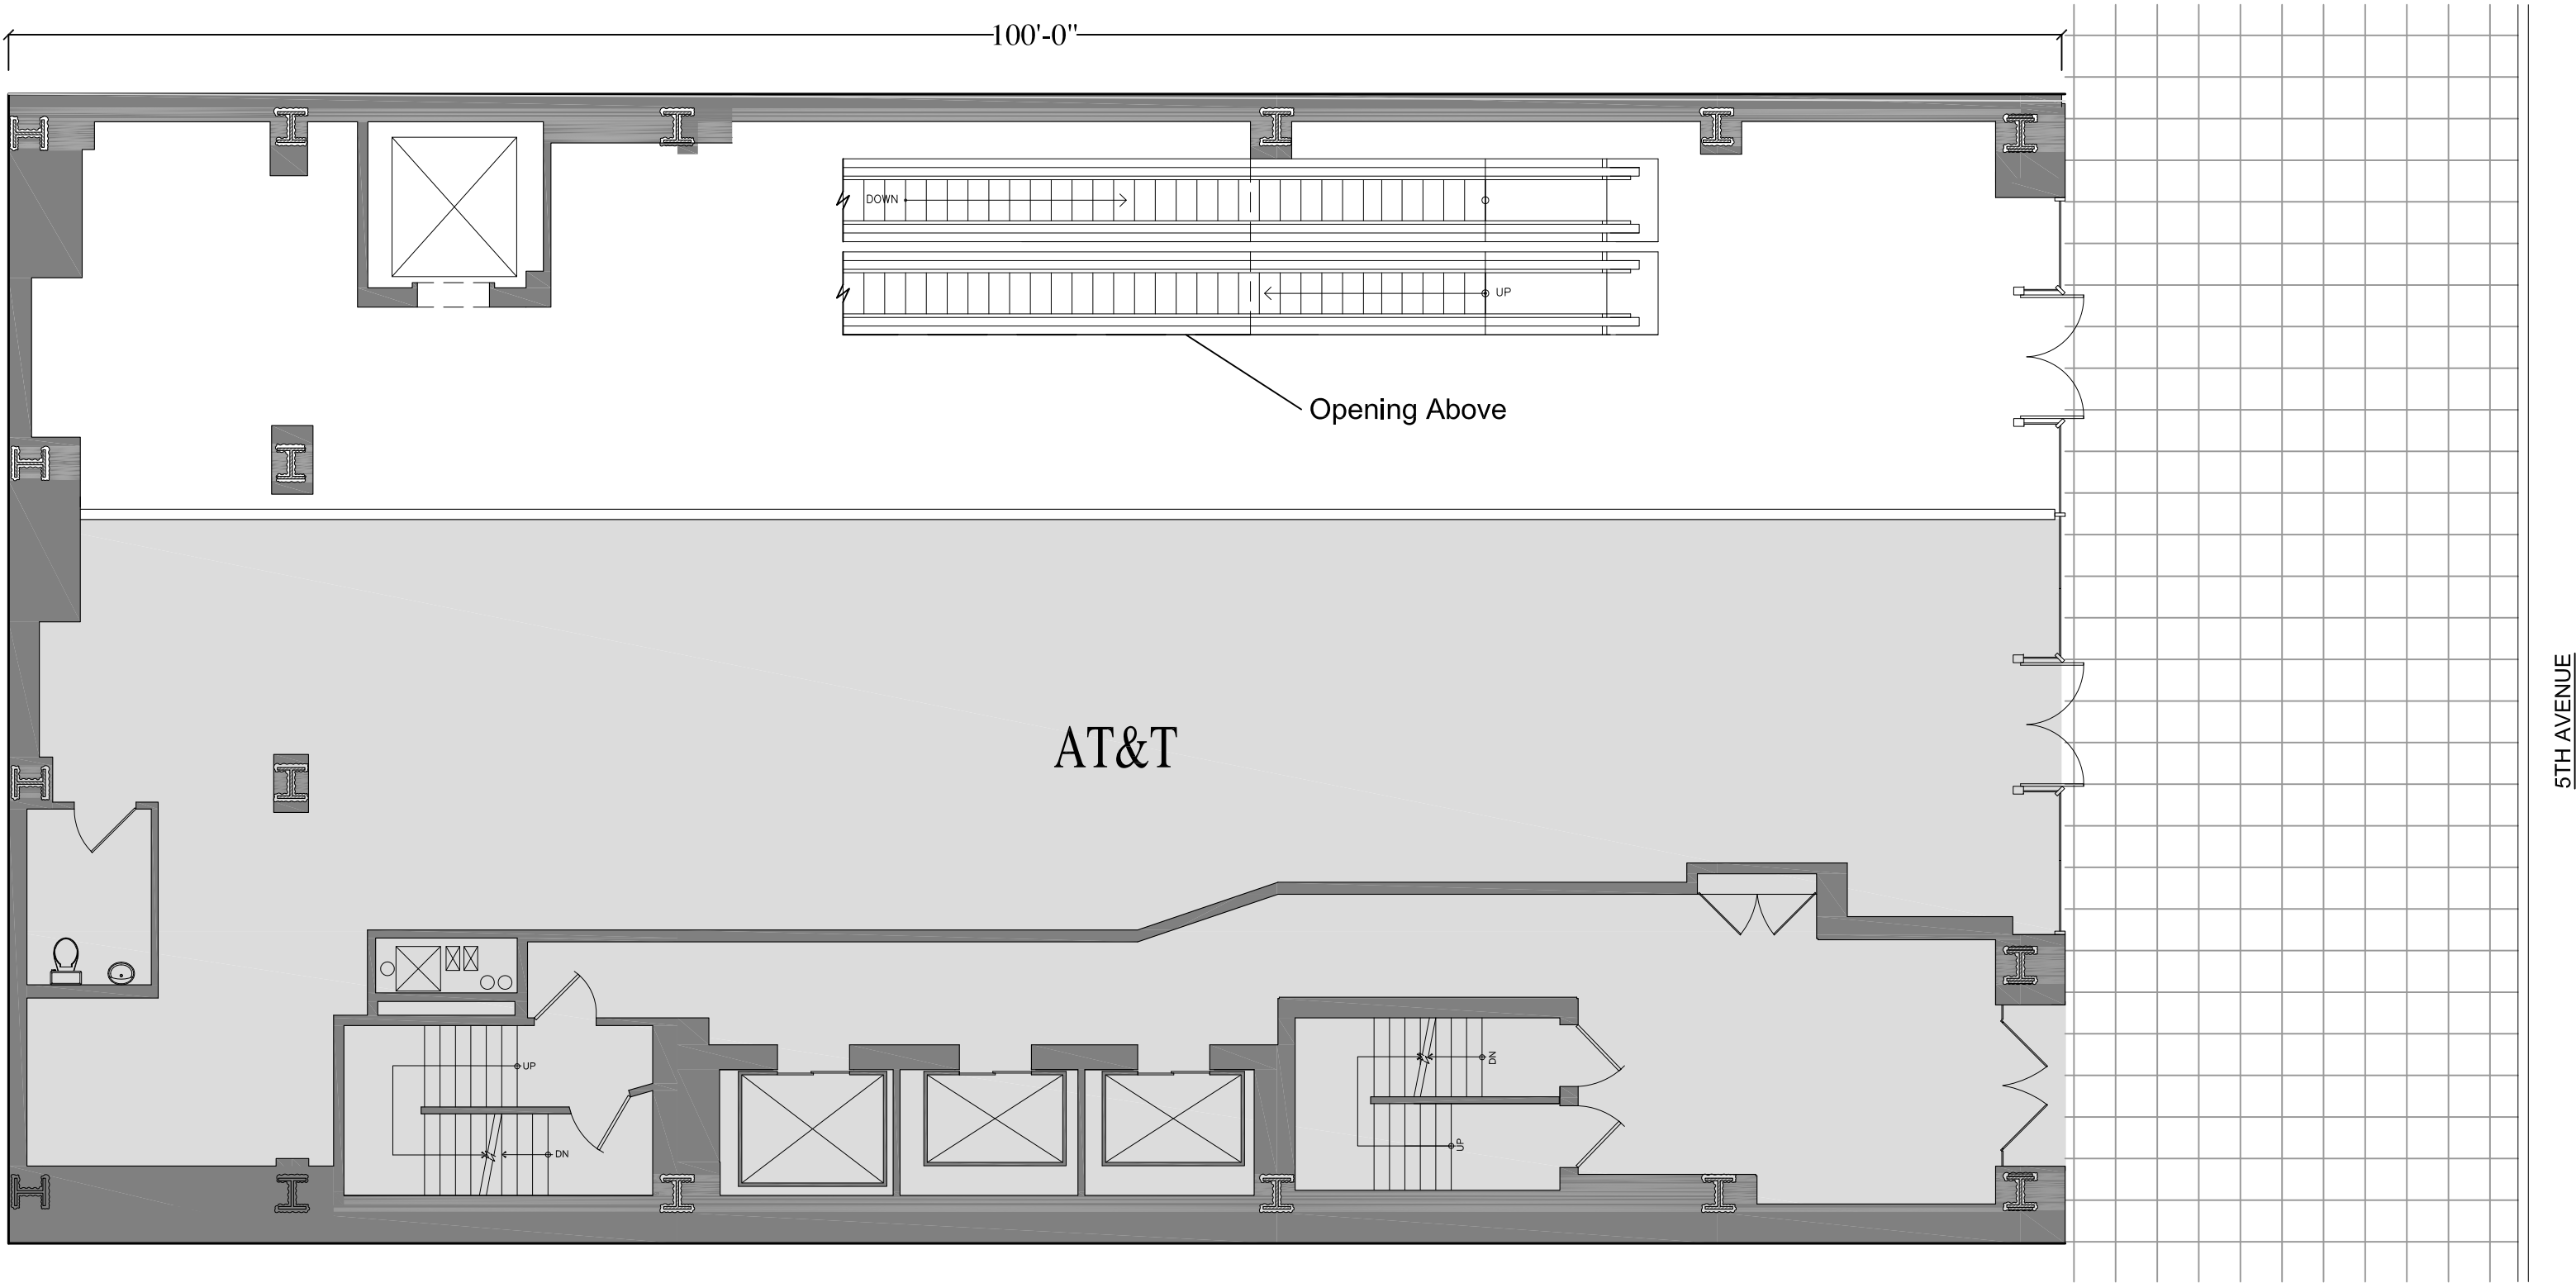 100'-0"
DOWN
UP
Opening Above
AT&T
5TH AVENUE
UP
DN
DN
UP